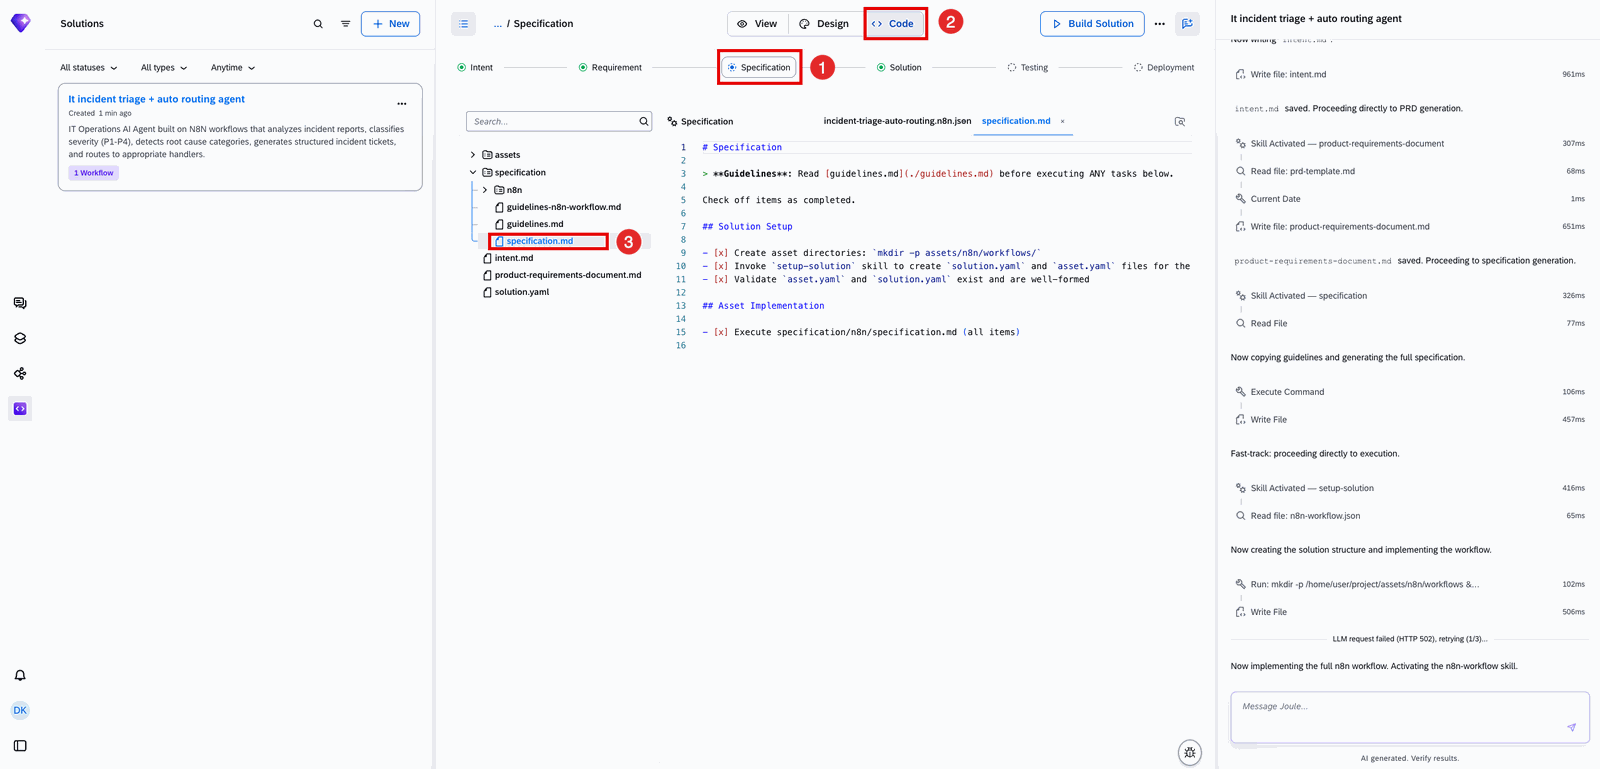 Solutions
New
All statuses
All types
Anytime
It incident triage + auto routing agent
Created 1 min ago
IT Operations AI Agent built on N8N workflows that analyzes incident reports, classifies
severity (P1-P4), detects root cause categories, generates structured incident tickets,
and routes to appropriate handlers.
1 Workflow
DK
... / Specification
View
Design
Code
2
Build Solution
Intent
Requirement
Specification
1
Solution
Testing
Deployment
Search...
assets
specification
n8n
guidelines-n8n-workflow.md
guidelines.md
specification.md
3
intent.md
product-requirements-document.md
solution.yaml
Specification
incident-triage-auto-routing.n8n.json
specification.md
1 # Specification
2
3 > **Guidelines**: Read [guidelines.md](./guidelines.md) before executing ANY tasks below.
4
5 Check off items as completed.
6
7 ## Solution Setup
8
9 - [x] Create asset directories: `mkdir -p assets/n8n/workflows/`
10 - [x] Invoke `setup-solution` skill to create `solution.yaml` and `asset.yaml` files for the
11 - [x] Validate `asset.yaml` and `solution.yaml` exist and are well-formed
12
13 ## Asset Implementation
14
15 - [x] Execute specification/n8n/specification.md (all items)
16
It incident triage + auto routing agent
Now writing intent.md.
Write file: intent.md 961ms
intent.md saved. Proceeding directly to PRD generation.
Skill Activated — product-requirements-document 307ms
Read file: prd-template.md 68ms
Current Date 1ms
Write file: product-requirements-document.md 651ms
product-requirements-document.md saved. Proceeding to specification generation.
Skill Activated — specification 326ms
Read File 77ms
Now copying guidelines and generating the full specification.
Execute Command 106ms
Write File 457ms
Fast-track: proceeding directly to execution.
Skill Activated — setup-solution 416ms
Read file: n8n-workflow.json 65ms
Now creating the solution structure and implementing the workflow.
Run: mkdir -p /home/user/project/assets/n8n/workflows &... 102ms
Write File 506ms
LLM request failed (HTTP 502), retrying (1/3)...
Now implementing the full n8n workflow. Activating the n8n-workflow skill.
Message Joule...
AI generated. Verify results.